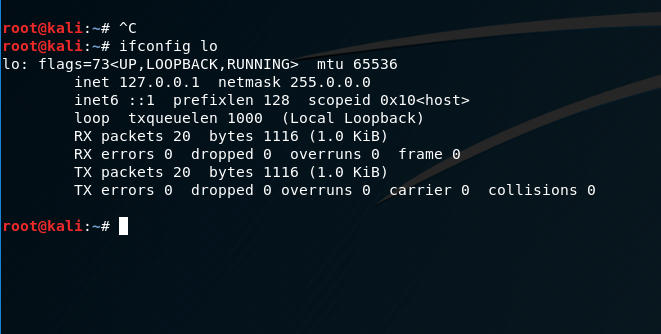 root@kali:~# ^C
root@kali:~# ifconfig lo
lo: flags=73<UP,LOOPBACK,RUNNING>  mtu 65536
        inet 127.0.0.1  netmask 255.0.0.0
        inet6 ::1  prefixlen 128  scopeid 0x10<host>
        loop  txqueuelen 1000  (Local Loopback)
        RX packets 20  bytes 1116 (1.0 KiB)
        RX errors 0  dropped 0  overruns 0  frame 0
        TX packets 20  bytes 1116 (1.0 KiB)
        TX errors 0  dropped 0 overruns 0  carrier 0  collisions 0
root@kali:~#